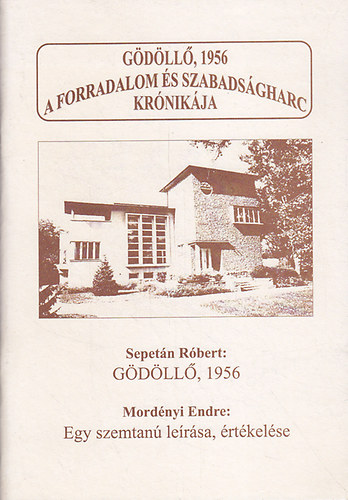 GÖDÖLLŐ, 1956
A FORRADALOM ÉS SZABADSÁGHARC
KRÓNIKÁJA
Sepetán Róbert:
GÖDÖLLŐ, 1956
Mordényi Endre:
Egy szemtanú leírása, értékelése